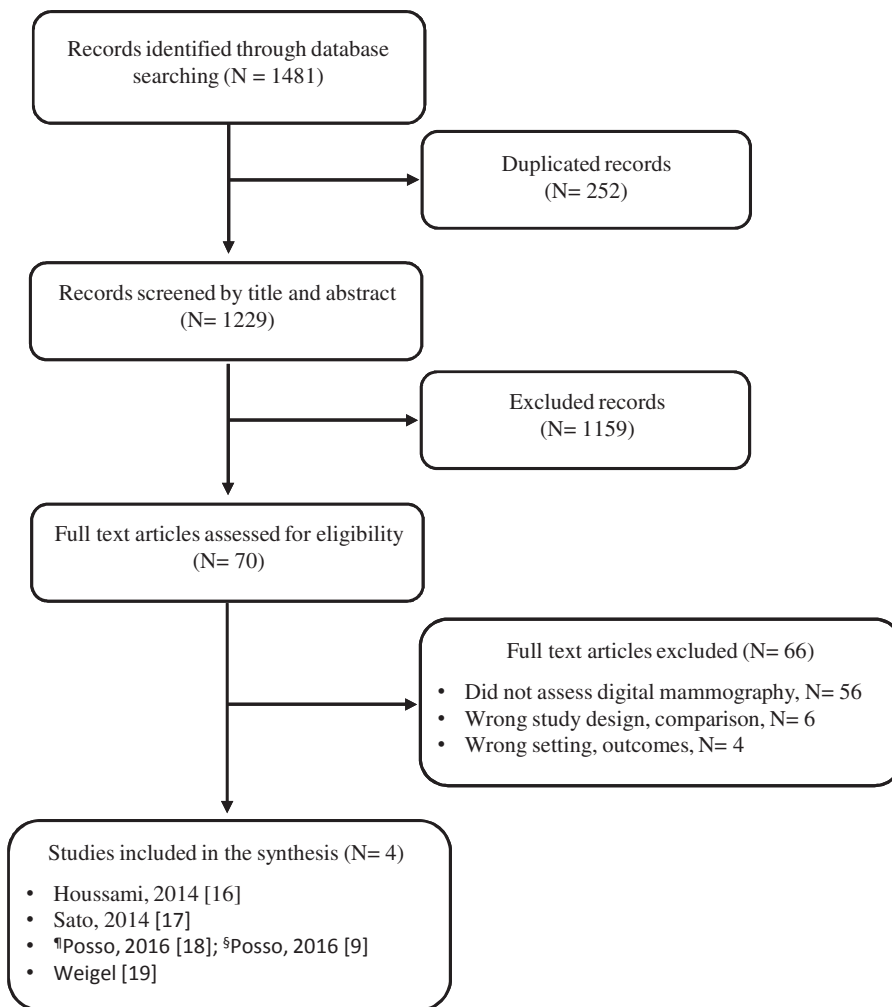 Records identified through database
searching (N = 1481)
Duplicated records
(N= 252)
Records screened by title and abstract
(N= 1229)
Excluded records
(N= 1159)
Full text articles assessed for eligibility
(N= 70)
Full text articles excluded (N= 66)
• Did not assess digital mammography, N= 56
• Wrong study design, comparison, N= 6
• Wrong setting, outcomes, N= 4
Studies included in the synthesis (N= 4)
• Houssami, 2014 [16]
• Sato, 2014 [17]
• ¶Posso, 2016 [18]; §Posso, 2016 [9]
• Weigel [19]